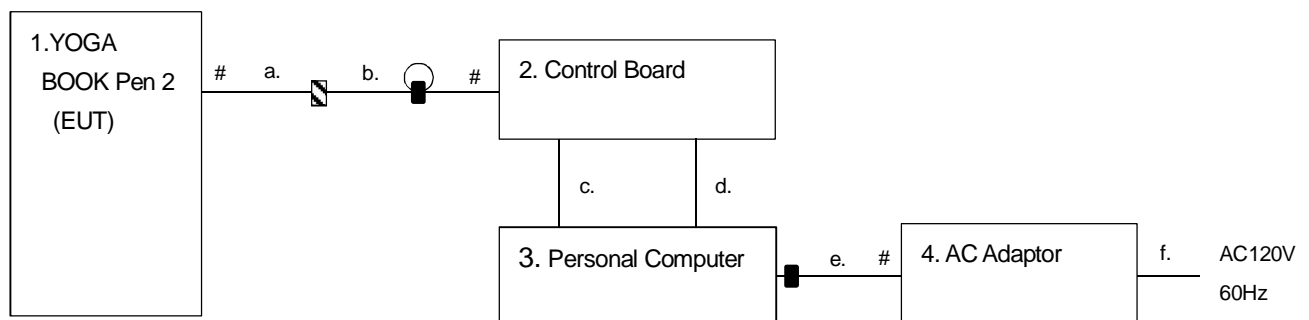 1.YOGA
BOOK Pen 2
(EUT)
# a. b. #
2. Control Board
c. d.
3. Personal Computer
e. #
4. AC Adaptor
f.
AC120V
60Hz